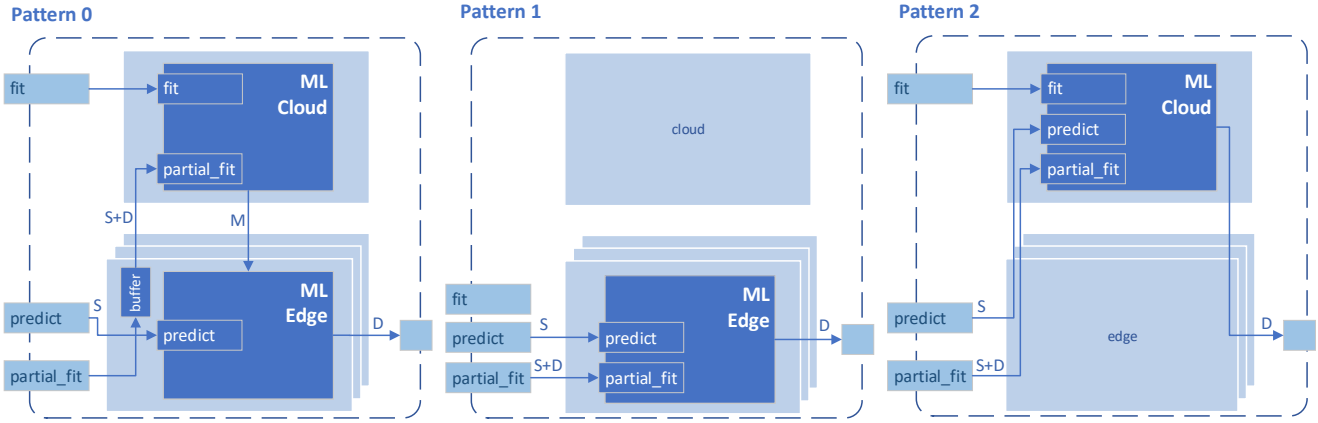 Pattern 0
fit
fit
ML
Cloud
partial_fit
S+D
M
buffer
ML
Edge
S
predict
predict
D
partial_fit
Pattern 1
cloud
fit
ML
Edge
predict
S
predict
D
partial_fit
S+D
partial_fit
Pattern 2
fit
fit
ML
Cloud
predict
partial_fit
S
predict
edge
D
S+D
partial_fit